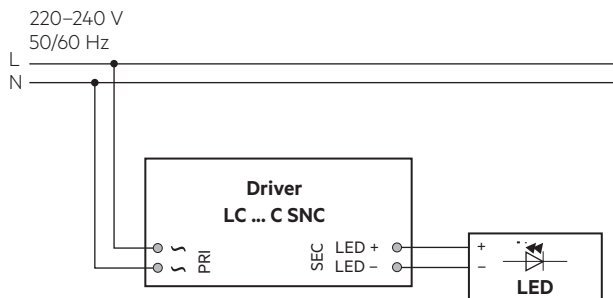 220–240 V
50/60 Hz
L
N
Driver
LC ... C SNC
~ PRI SEC LED +
~ LED –
+
–
LED